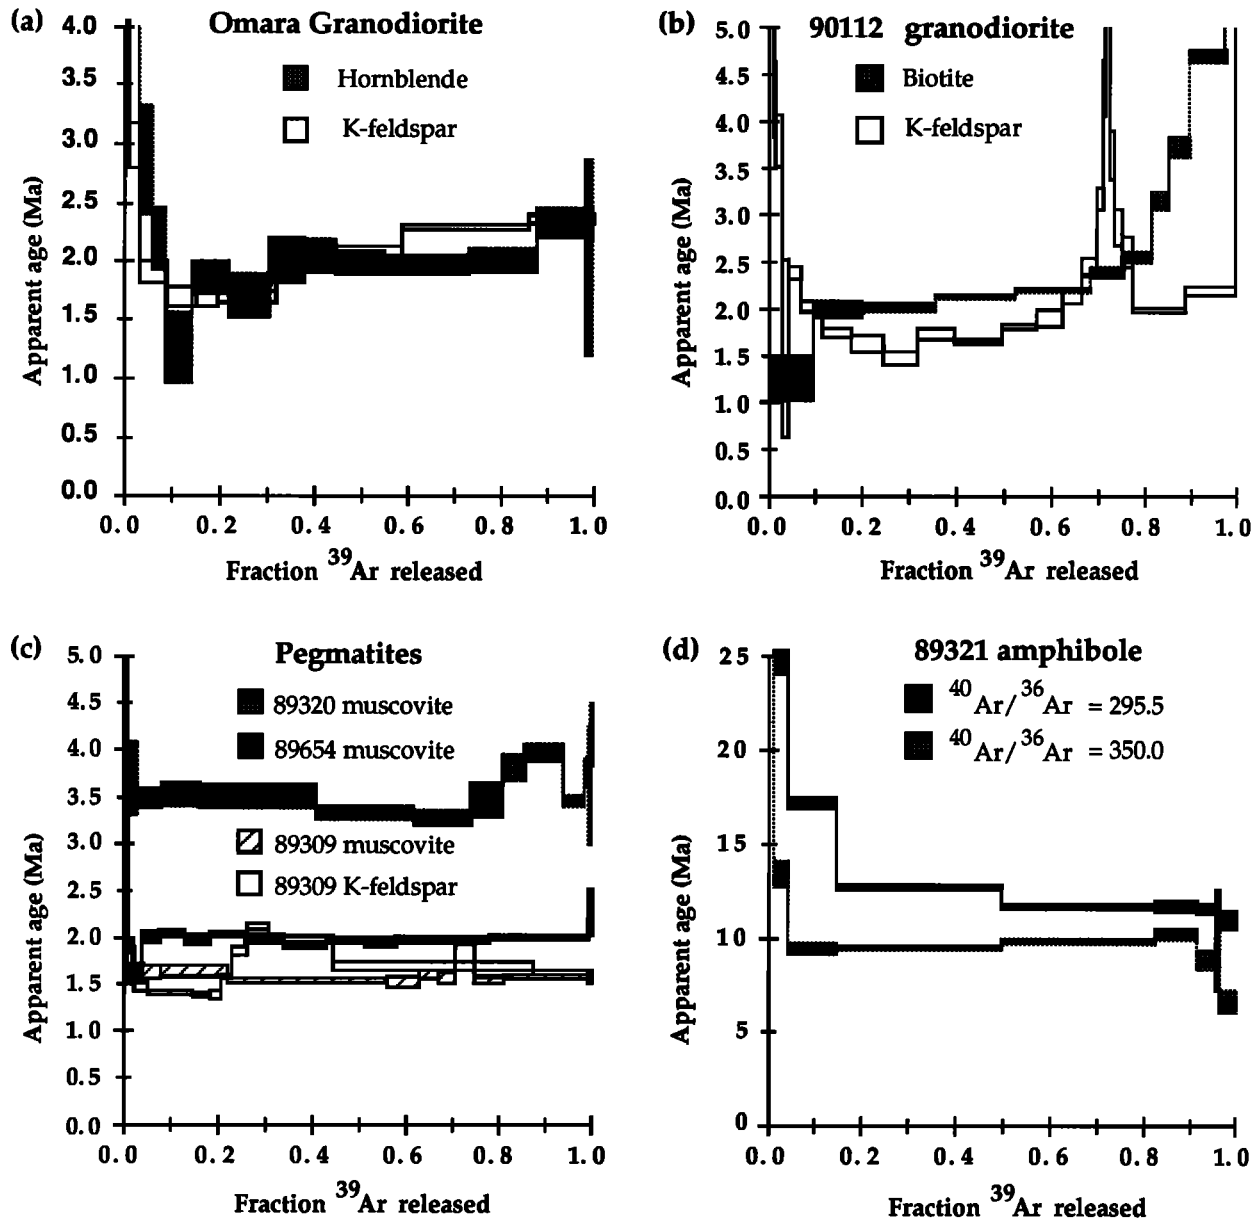 (a)
Omara Granodiorite
Hornblende
K-feldspar
Apparent age (Ma)
4.0
3.5
3.0
2.5
2.0
1.5
1.0
0.5
0.0
0.0 0.2 0.4 0.6 0.8 1.0
Fraction ³⁹Ar released
(b)
90112 granodiorite
Biotite
K-feldspar
Apparent age (Ma)
5.0
4.5
4.0
3.5
3.0
2.5
2.0
1.5
1.0
0.5
0.0
0.0 0.2 0.4 0.6 0.8 1.0
Fraction ³⁹Ar released
(c)
Pegmatites
89320 muscovite
89654 muscovite
89309 muscovite
89309 K-feldspar
Apparent age (Ma)
5.0
4.5
4.0
3.5
3.0
2.5
2.0
1.5
1.0
0.0
0.0 0.2 0.4 0.6 0.8 1.0
Fraction ³⁹Ar released
(d)
89321 amphibole
⁴⁰Ar/³⁶Ar = 295.5
⁴⁰Ar/³⁶Ar = 350.0
Apparent age (Ma)
25
20
15
10
5
0
0.0 0.2 0.4 0.6 0.8 1.0
Fraction ³⁹Ar released